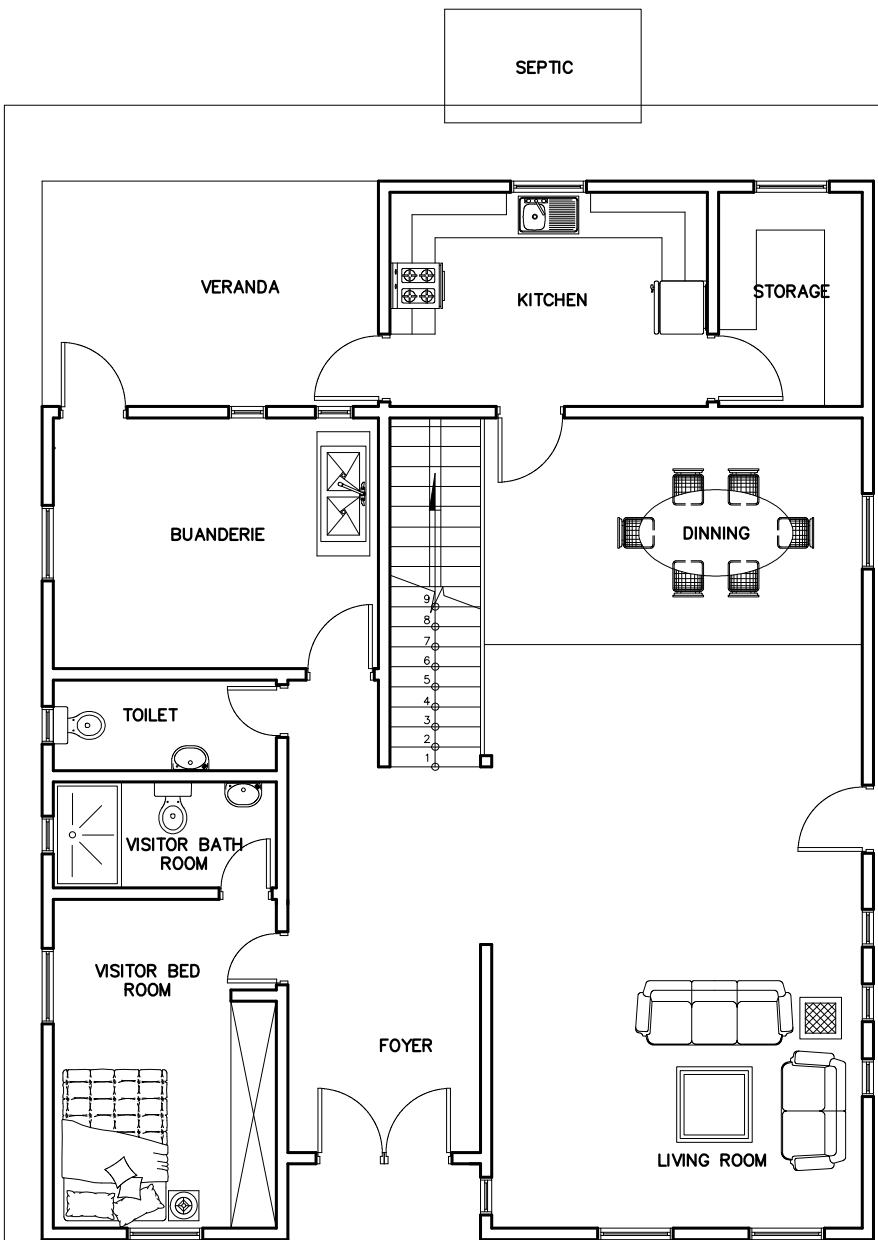 SEPTIC
VERANDA
KITCHEN
STORAGE
BUANDERIE
DINNING
9
8
7
6
5
4
3
2
1
TOILET
VISITOR BATH
ROOM
VISITOR BED
ROOM
FOYER
LIVING ROOM